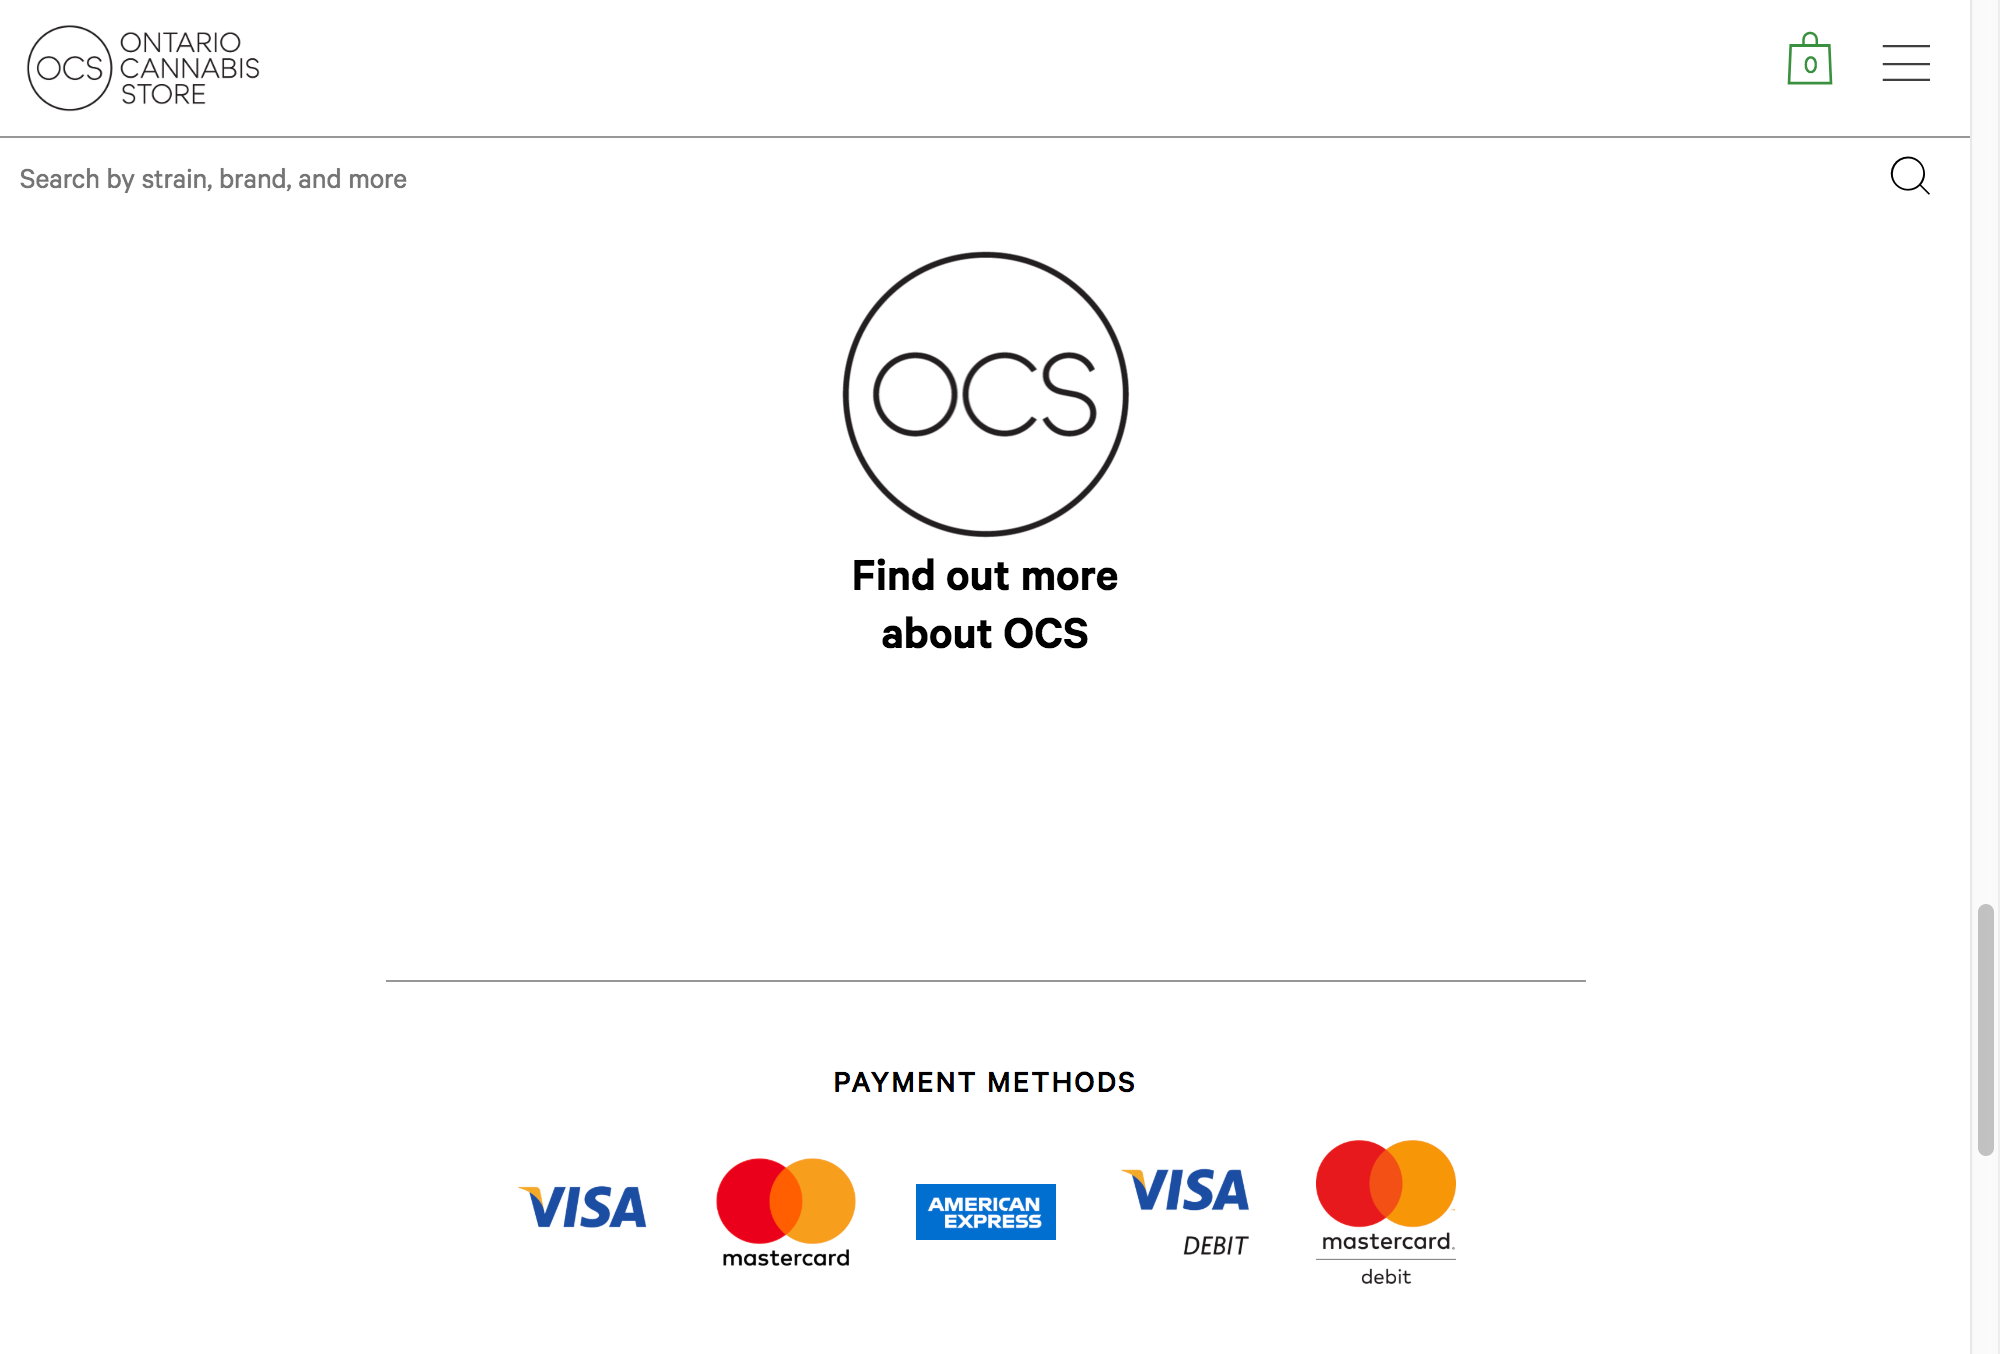 OCS
ONTARIO
CANNABIS
STORE
0
Search by strain, brand, and more
OCS
Find out more
about OCS
PAYMENT METHODS
VISA
mastercard
AMERICAN
EXPRESS
VISA
DEBIT
mastercard.
debit